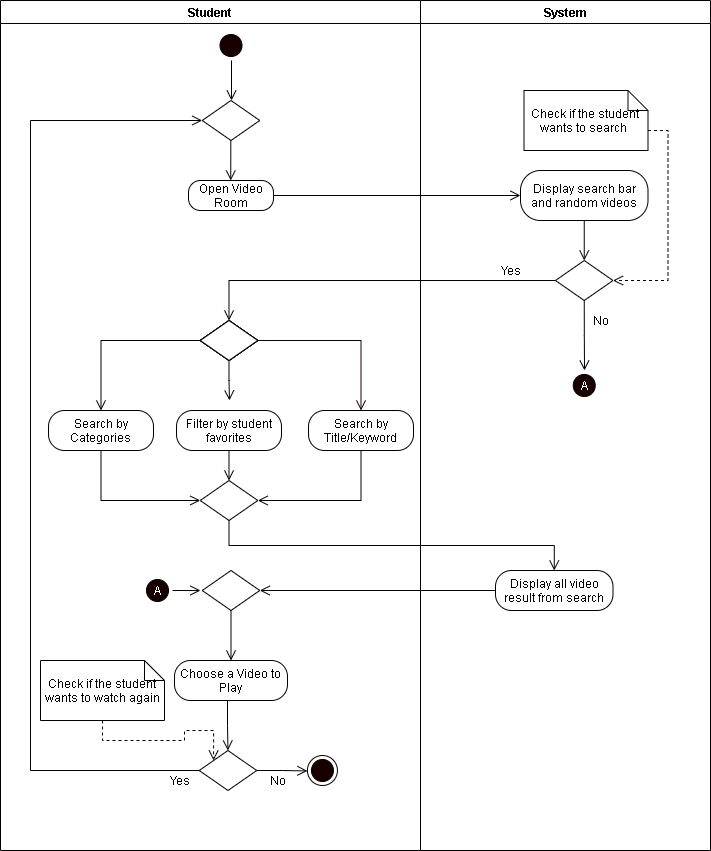 Student
System
Check if the student
wants to search
Open Video
Room
Display search bar
and random videos
Yes
No
A
Search by
Categories
Filter by student
favorites
Search by
Title/Keyword
A
Display all video
result from search
Check if the student
wants to watch again
Choose a Video to
Play
Yes
No